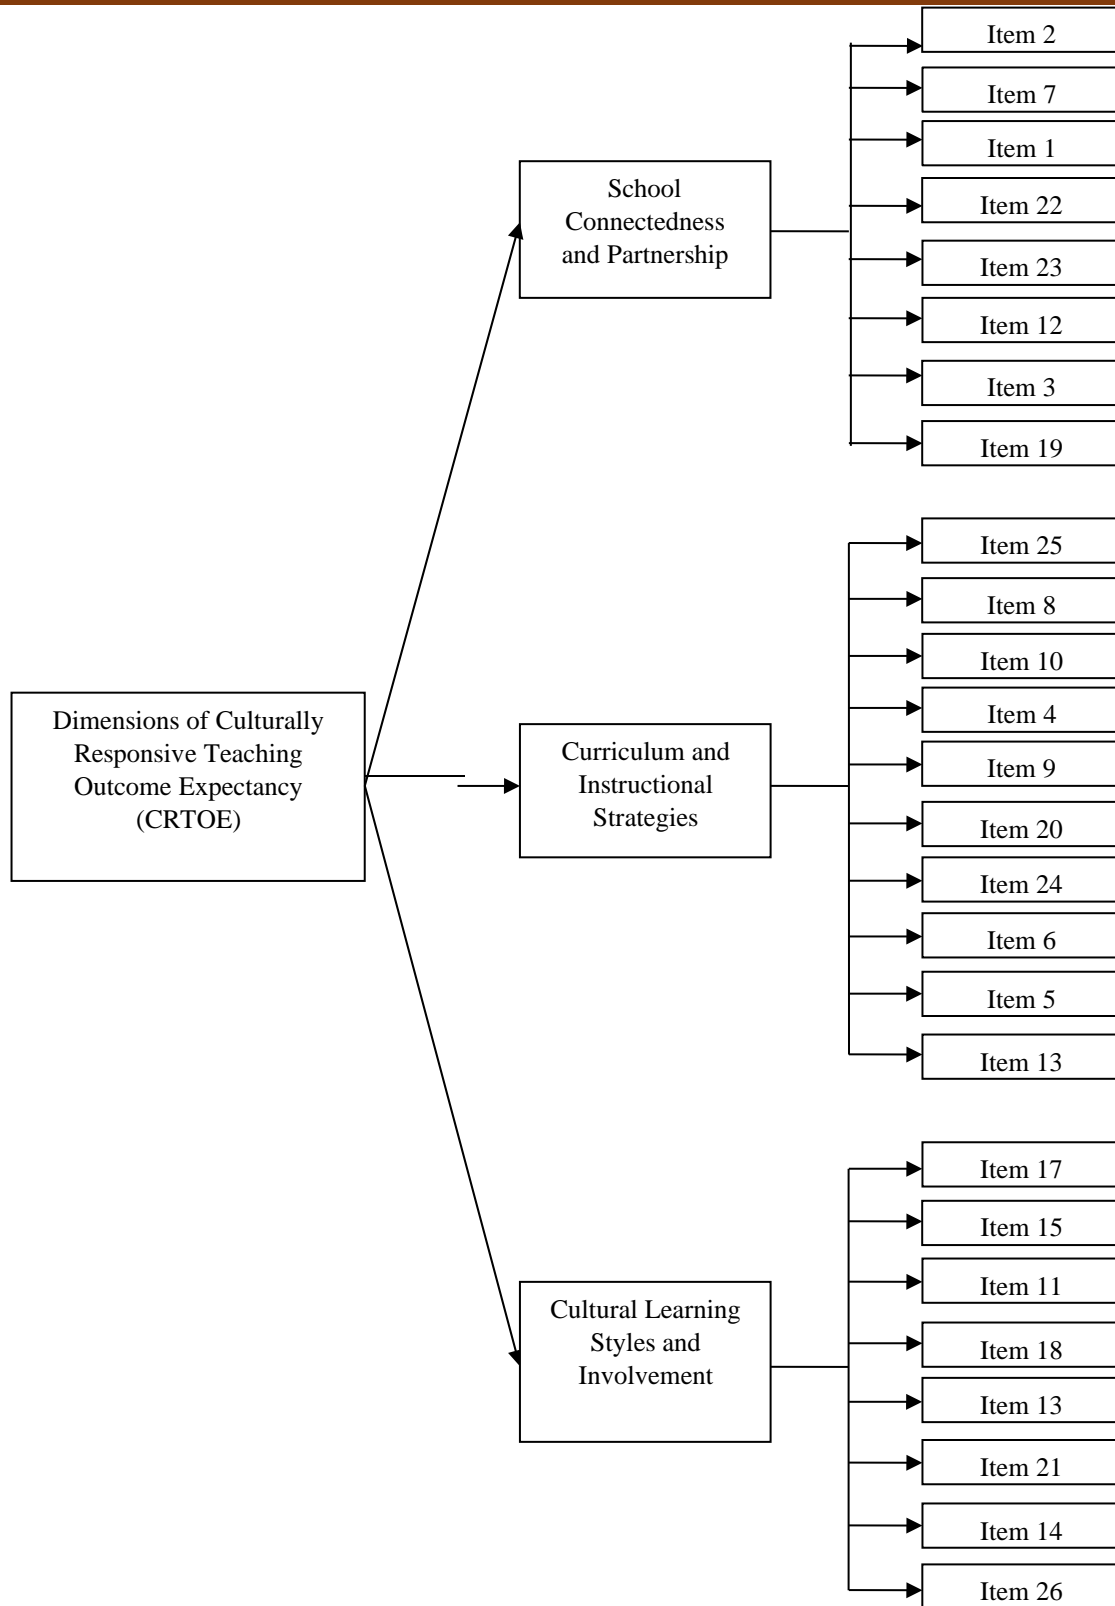 Dimensions of Culturally
Responsive Teaching
Outcome Expectancy
(CRTOE)
School
Connectedness
and Partnership
Item 2
Item 7
Item 1
Item 22
Item 23
Item 12
Item 3
Item 19
Curriculum and
Instructional
Strategies
Item 25
Item 8
Item 10
Item 4
Item 9
Item 20
Item 24
Item 6
Item 5
Item 13
Cultural Learning
Styles and
Involvement
Item 17
Item 15
Item 11
Item 18
Item 13
Item 21
Item 14
Item 26